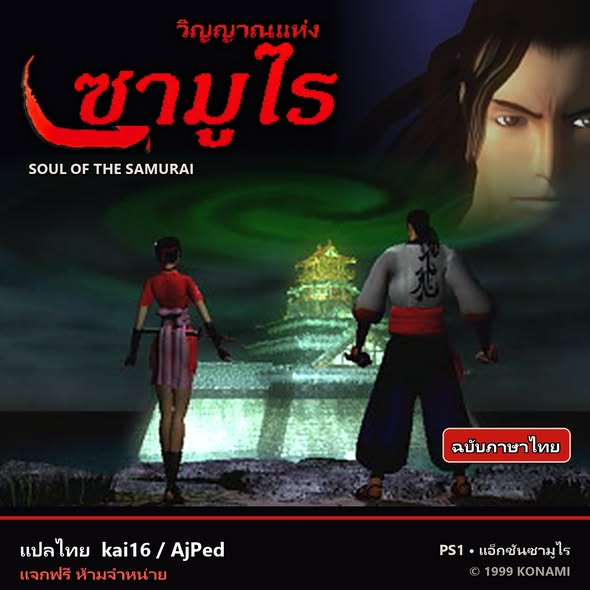 วิญญาณแห่ง
ซามูไร
SOUL OF THE SAMURAI
ฉบับภาษาไทย
แปลไทย kai16 / AjPed
แจกฟรี ห้ามจำหน่าย
PS1 • แอ็กชันซามูไร
© 1999 KONAMI